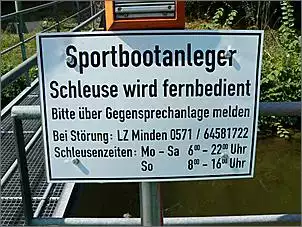 Sportbootanleger
Schleuse wird fernbedient
Bitte über Gegensprechanlage melden
Bei Störung: LZ Minden 0571 / 64581722
Schleusenzeiten: Mo - Sa 6⁰⁰ - 22⁰⁰ Uhr
So 8⁰⁰ - 16⁰⁰ Uhr